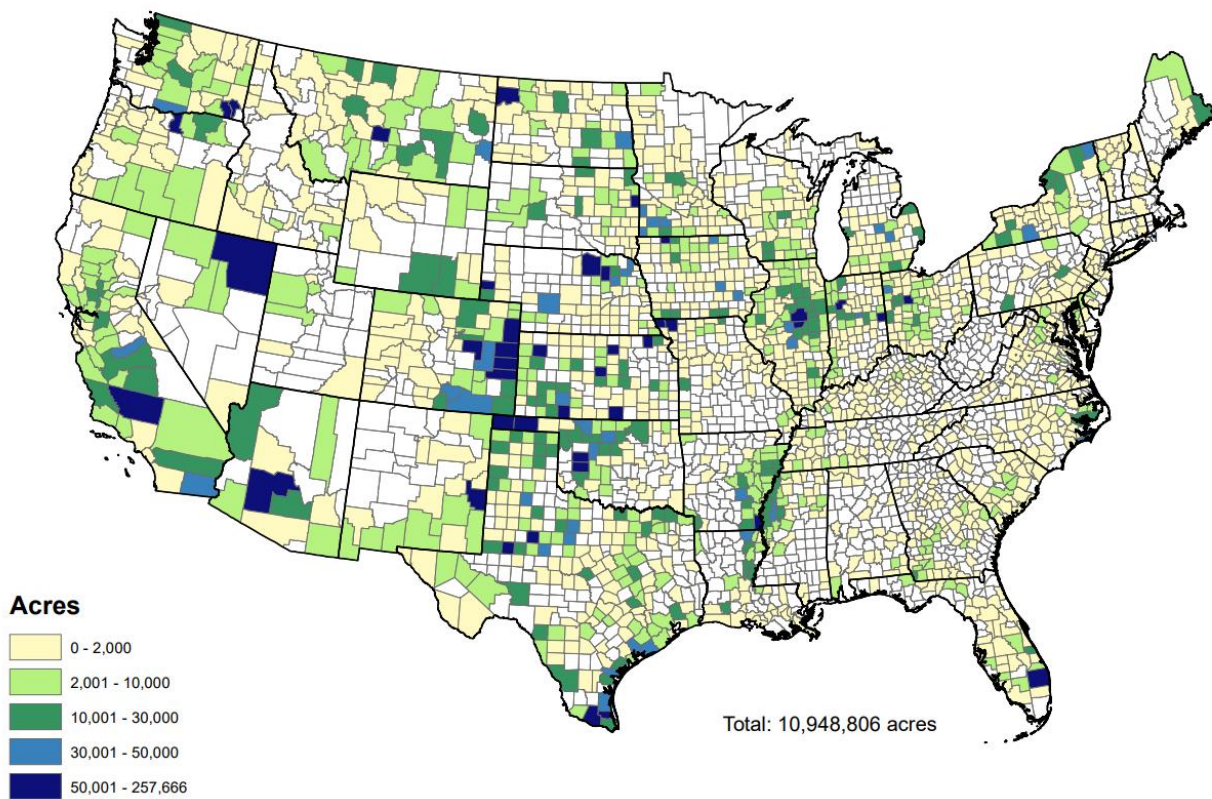 Acres
0 - 2,000
2,001 - 10,000
10,001 - 30,000
30,001 - 50,000
50,001 - 257,666
Total: 10,948,806 acres